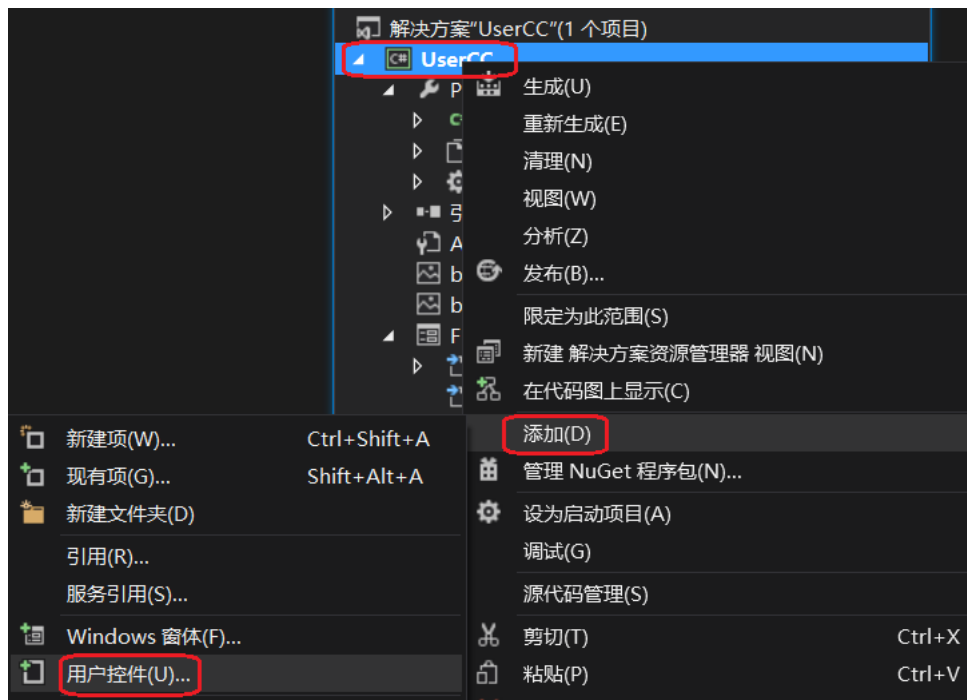 解决方案"UserCC"(1 个项目)
C# UserCC
P
C
引
A
b
b
F
生成(U)
重新生成(E)
清理(N)
视图(W)
分析(Z)
发布(B)...
限定为此范围(S)
新建 解决方案资源管理器 视图(N)
在代码图上显示(C)
添加(D)
管理 NuGet 程序包(N)...
设为启动项目(A)
调试(G)
源代码管理(S)
剪切(T) Ctrl+X
粘贴(P) Ctrl+V
新建项(W)... Ctrl+Shift+A
现有项(G)... Shift+Alt+A
新建文件夹(D)
引用(R)...
服务引用(S)...
Windows 窗体(F)...
用户控件(U)...